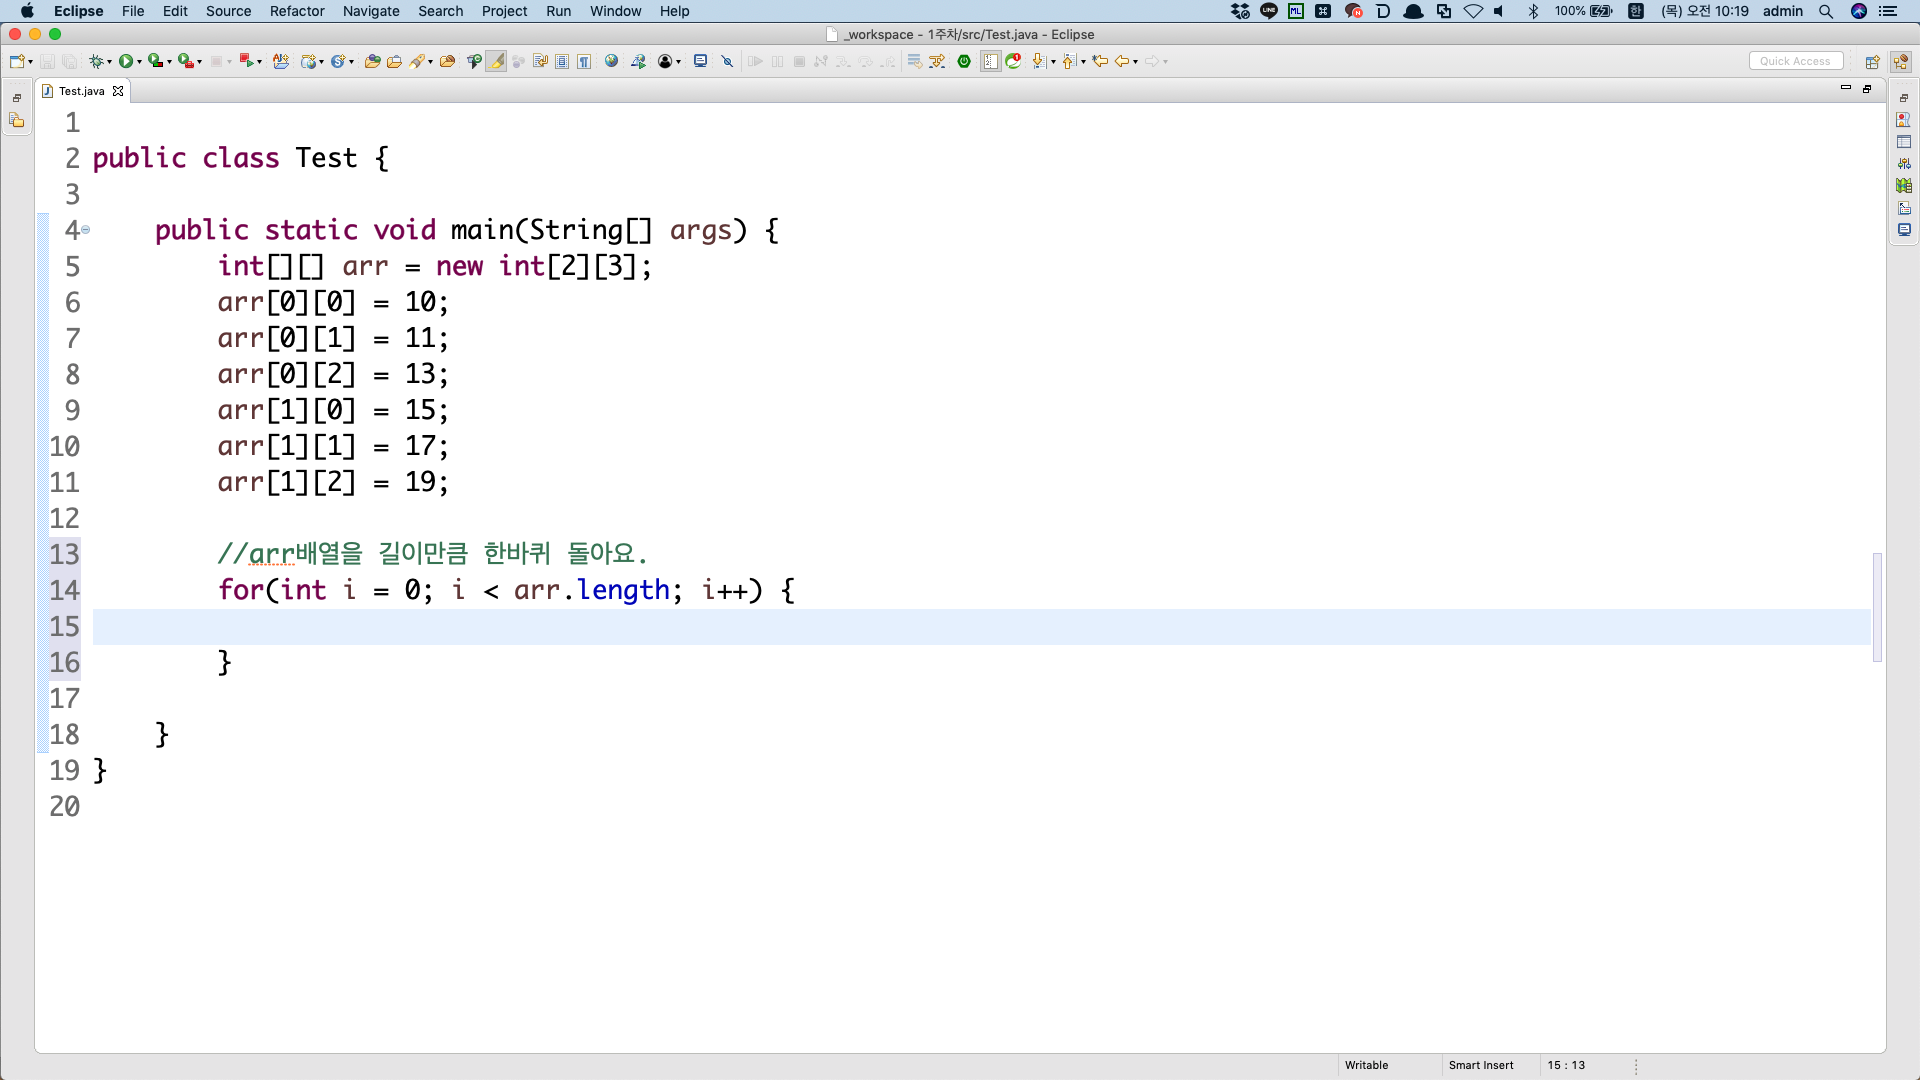 Eclipse File Edit Source Refactor Navigate Search Project Run Window Help 100% 한 (목) 오전 10:19 admin
_workspace - 1주차/src/Test.java - Eclipse
Quick Access
Test.java
1
2 public class Test {
3
4 public static void main(String[] args) {
5 int[][] arr = new int[2][3];
6 arr[0][0] = 10;
7 arr[0][1] = 11;
8 arr[0][2] = 13;
9 arr[1][0] = 15;
10 arr[1][1] = 17;
11 arr[1][2] = 19;
12
13 //arr배열을 길이만큼 한바퀴 돌아요.
14 for(int i = 0; i < arr.length; i++) {
15
16 }
17
18 }
19 }
20
Writable Smart Insert 15 : 13